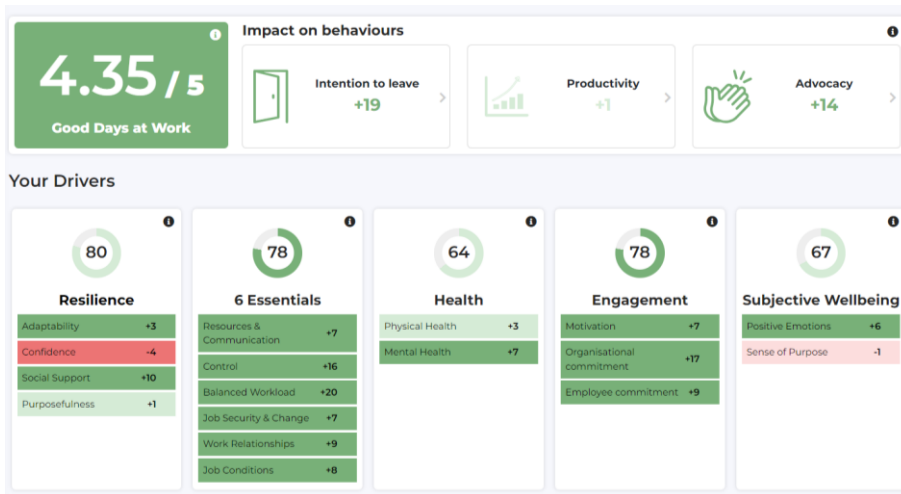 4.35 / 5
Good Days at Work
Impact on behaviours
Intention to leave
+19
Productivity
+1
Advocacy
+14
Your Drivers
80
Resilience
Adaptability +3
Confidence -4
Social Support +10
Purposefulness +1
78
6 Essentials
Resources &
Communication +7
Control +16
Balanced Workload +20
Job Security & Change +7
Work Relationships +9
Job Conditions +8
64
Health
Physical Health +3
Mental Health +7
78
Engagement
Motivation +7
Organisational
commitment +17
Employee commitment +9
67
Subjective Wellbeing
Positive Emotions +6
Sense of Purpose -1